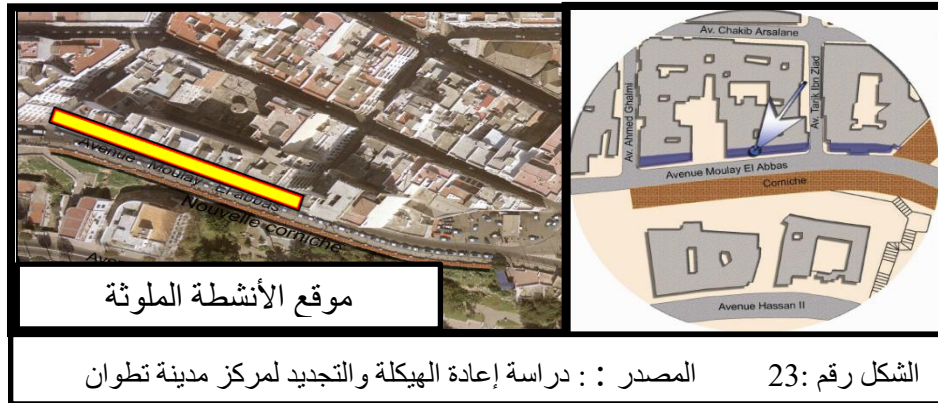 Avenue - Moulay - El abbas
Nouvelle corniche
موقع الأنشطة الملوثة
Av. Chakib Arsalane
Av. Ahmed Ghalmi
Av. Tarik Ibn Ziad
Avenue Moulay El Abbas
Corniche
Avenue Hassan II
الشكل رقم :23 المصدر : : دراسة إعادة الهيكلة والتجديد لمركز مدينة تطوان